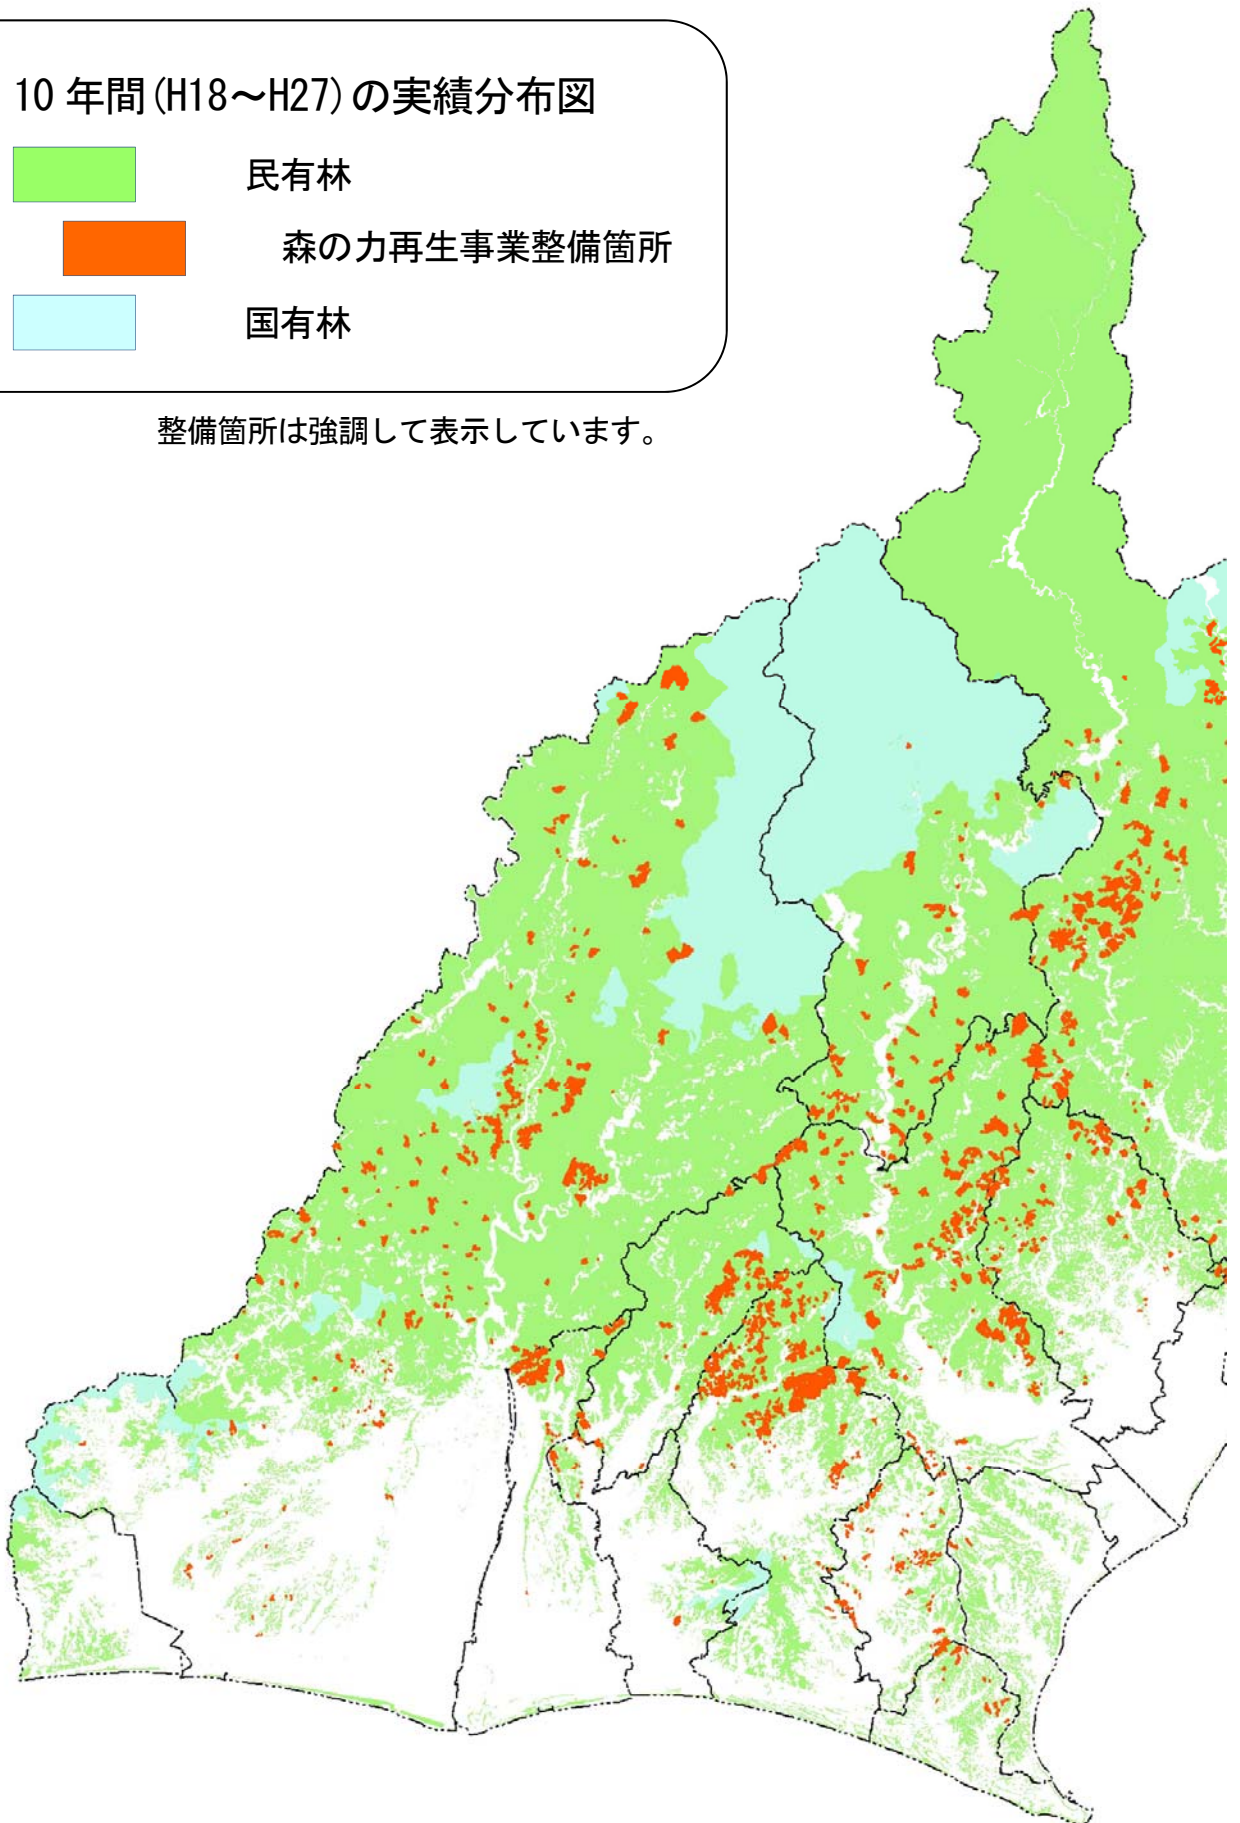 10年間(H18～H27)の実績分布図
民有林
森の力再生事業整備箇所
国有林
整備箇所は強調して表示しています。